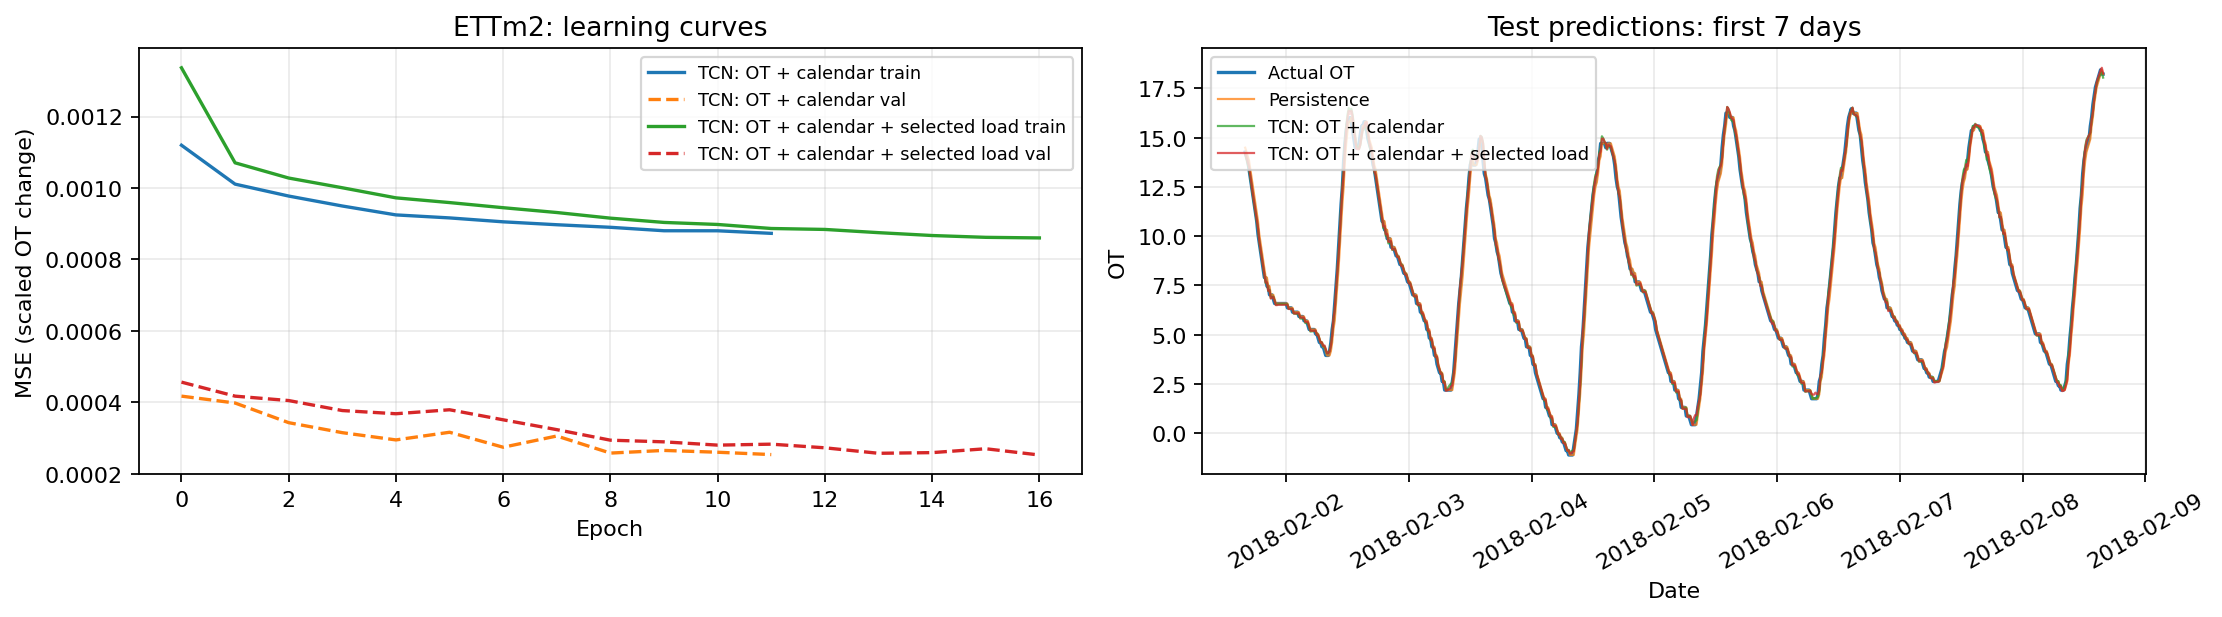 ETTm2: learning curves
TCN: OT + calendar train
TCN: OT + calendar val
TCN: OT + calendar + selected load train
TCN: OT + calendar + selected load val
MSE (scaled OT change)
0.0012
0.0010
0.0008
0.0006
0.0004
0.0002
0 2 4 6 8 10 12 14 16
Epoch
Test predictions: first 7 days
Actual OT
Persistence
TCN: OT + calendar
TCN: OT + calendar + selected load
OT
17.5
15.0
12.5
10.0
7.5
5.0
2.5
0.0
2018-02-02
2018-02-03
2018-02-04
2018-02-05
2018-02-06
2018-02-07
2018-02-08
2018-02-09
Date